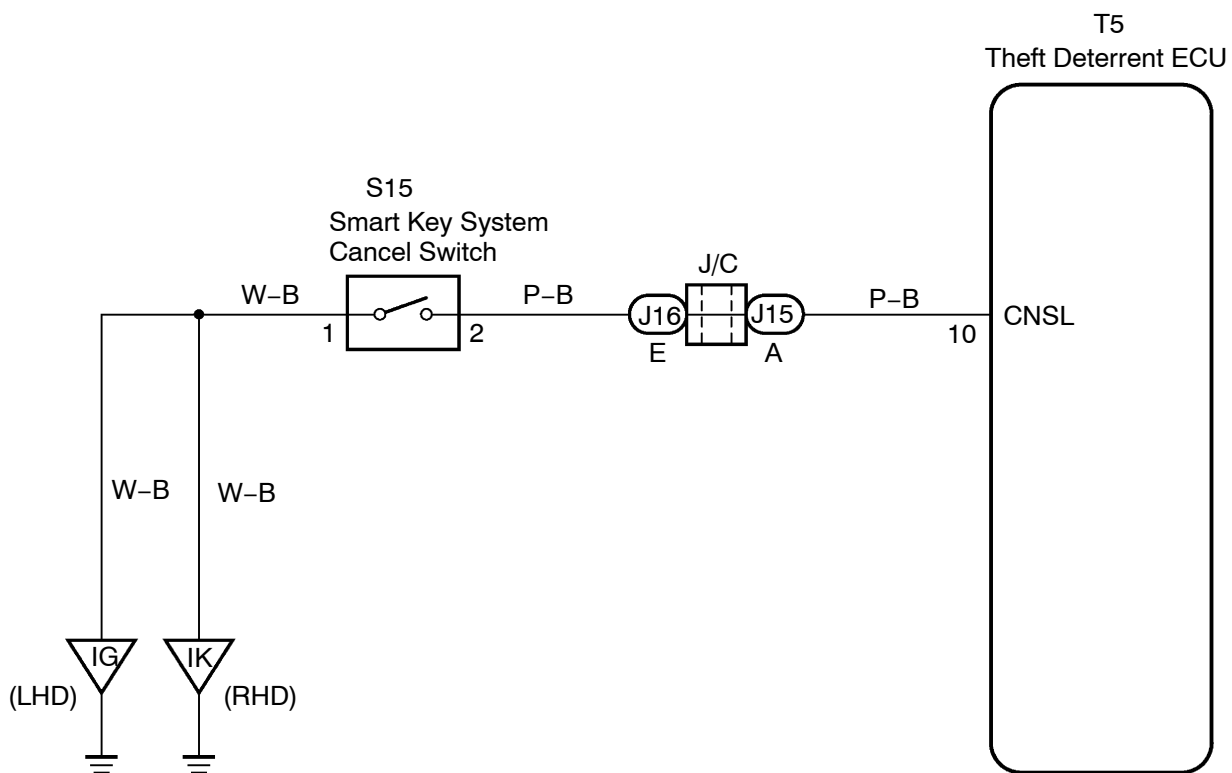 T5
Theft Deterrent ECU
S15
Smart Key System
Cancel Switch
J/C
W–B
P–B
P–B
1
2
J16
J15
10
CNSL
E
A
W–B
W–B
IG
IK
(LHD)
(RHD)